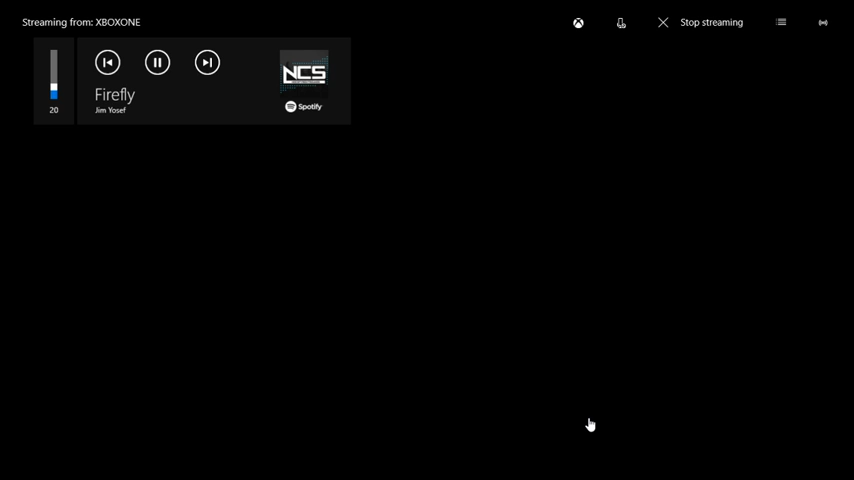 Streaming from: XBOXONE
Stop streaming
NCS
Firefly
Spotify
20
Jim Yosef